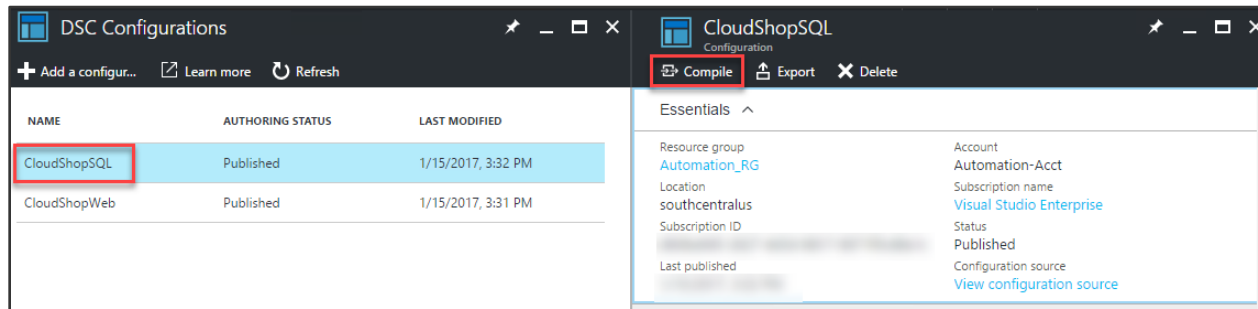 DSC Configurations
Add a configur... Learn more Refresh
NAME AUTHORING STATUS LAST MODIFIED
CloudShopSQL Published 1/15/2017, 3:32 PM
CloudShopWeb Published 1/15/2017, 3:31 PM
CloudShopSQL
Configuration
Compile Export Delete
Essentials
Resource group Account
Automation_RG Automation-Acct
Location Subscription name
southcentralus Visual Studio Enterprise
Subscription ID Status
Published
Last published Configuration source
View configuration source